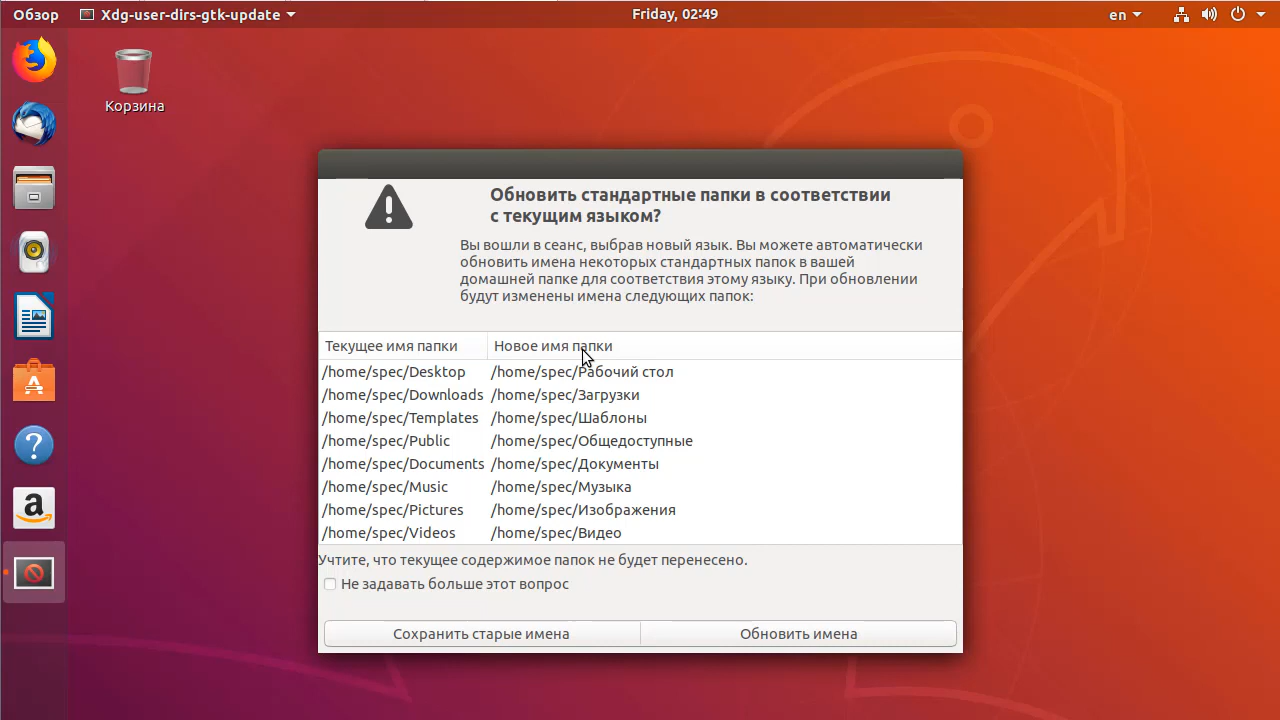 Обзор Xdg-user-dirs-gtk-update Friday, 02:49 en
Корзина
Обновить стандартные папки в соответствии
с текущим языком?
Вы вошли в сеанс, выбрав новый язык. Вы можете автоматически
обновить имена некоторых стандартных папок в вашей
домашней папке для соответствия этому языку. При обновлении
будут изменены имена следующих папок:
Текущее имя папки Новое имя папки
/home/spec/Desktop /home/spec/Рабочий стол
/home/spec/Downloads /home/spec/Загрузки
/home/spec/Templates /home/spec/Шаблоны
/home/spec/Public /home/spec/Общедоступные
/home/spec/Documents /home/spec/Документы
/home/spec/Music /home/spec/Музыка
/home/spec/Pictures /home/spec/Изображения
/home/spec/Videos /home/spec/Видео
Учтите, что текущее содержимое папок не будет перенесено.
Не задавать больше этот вопрос
Сохранить старые имена Обновить имена